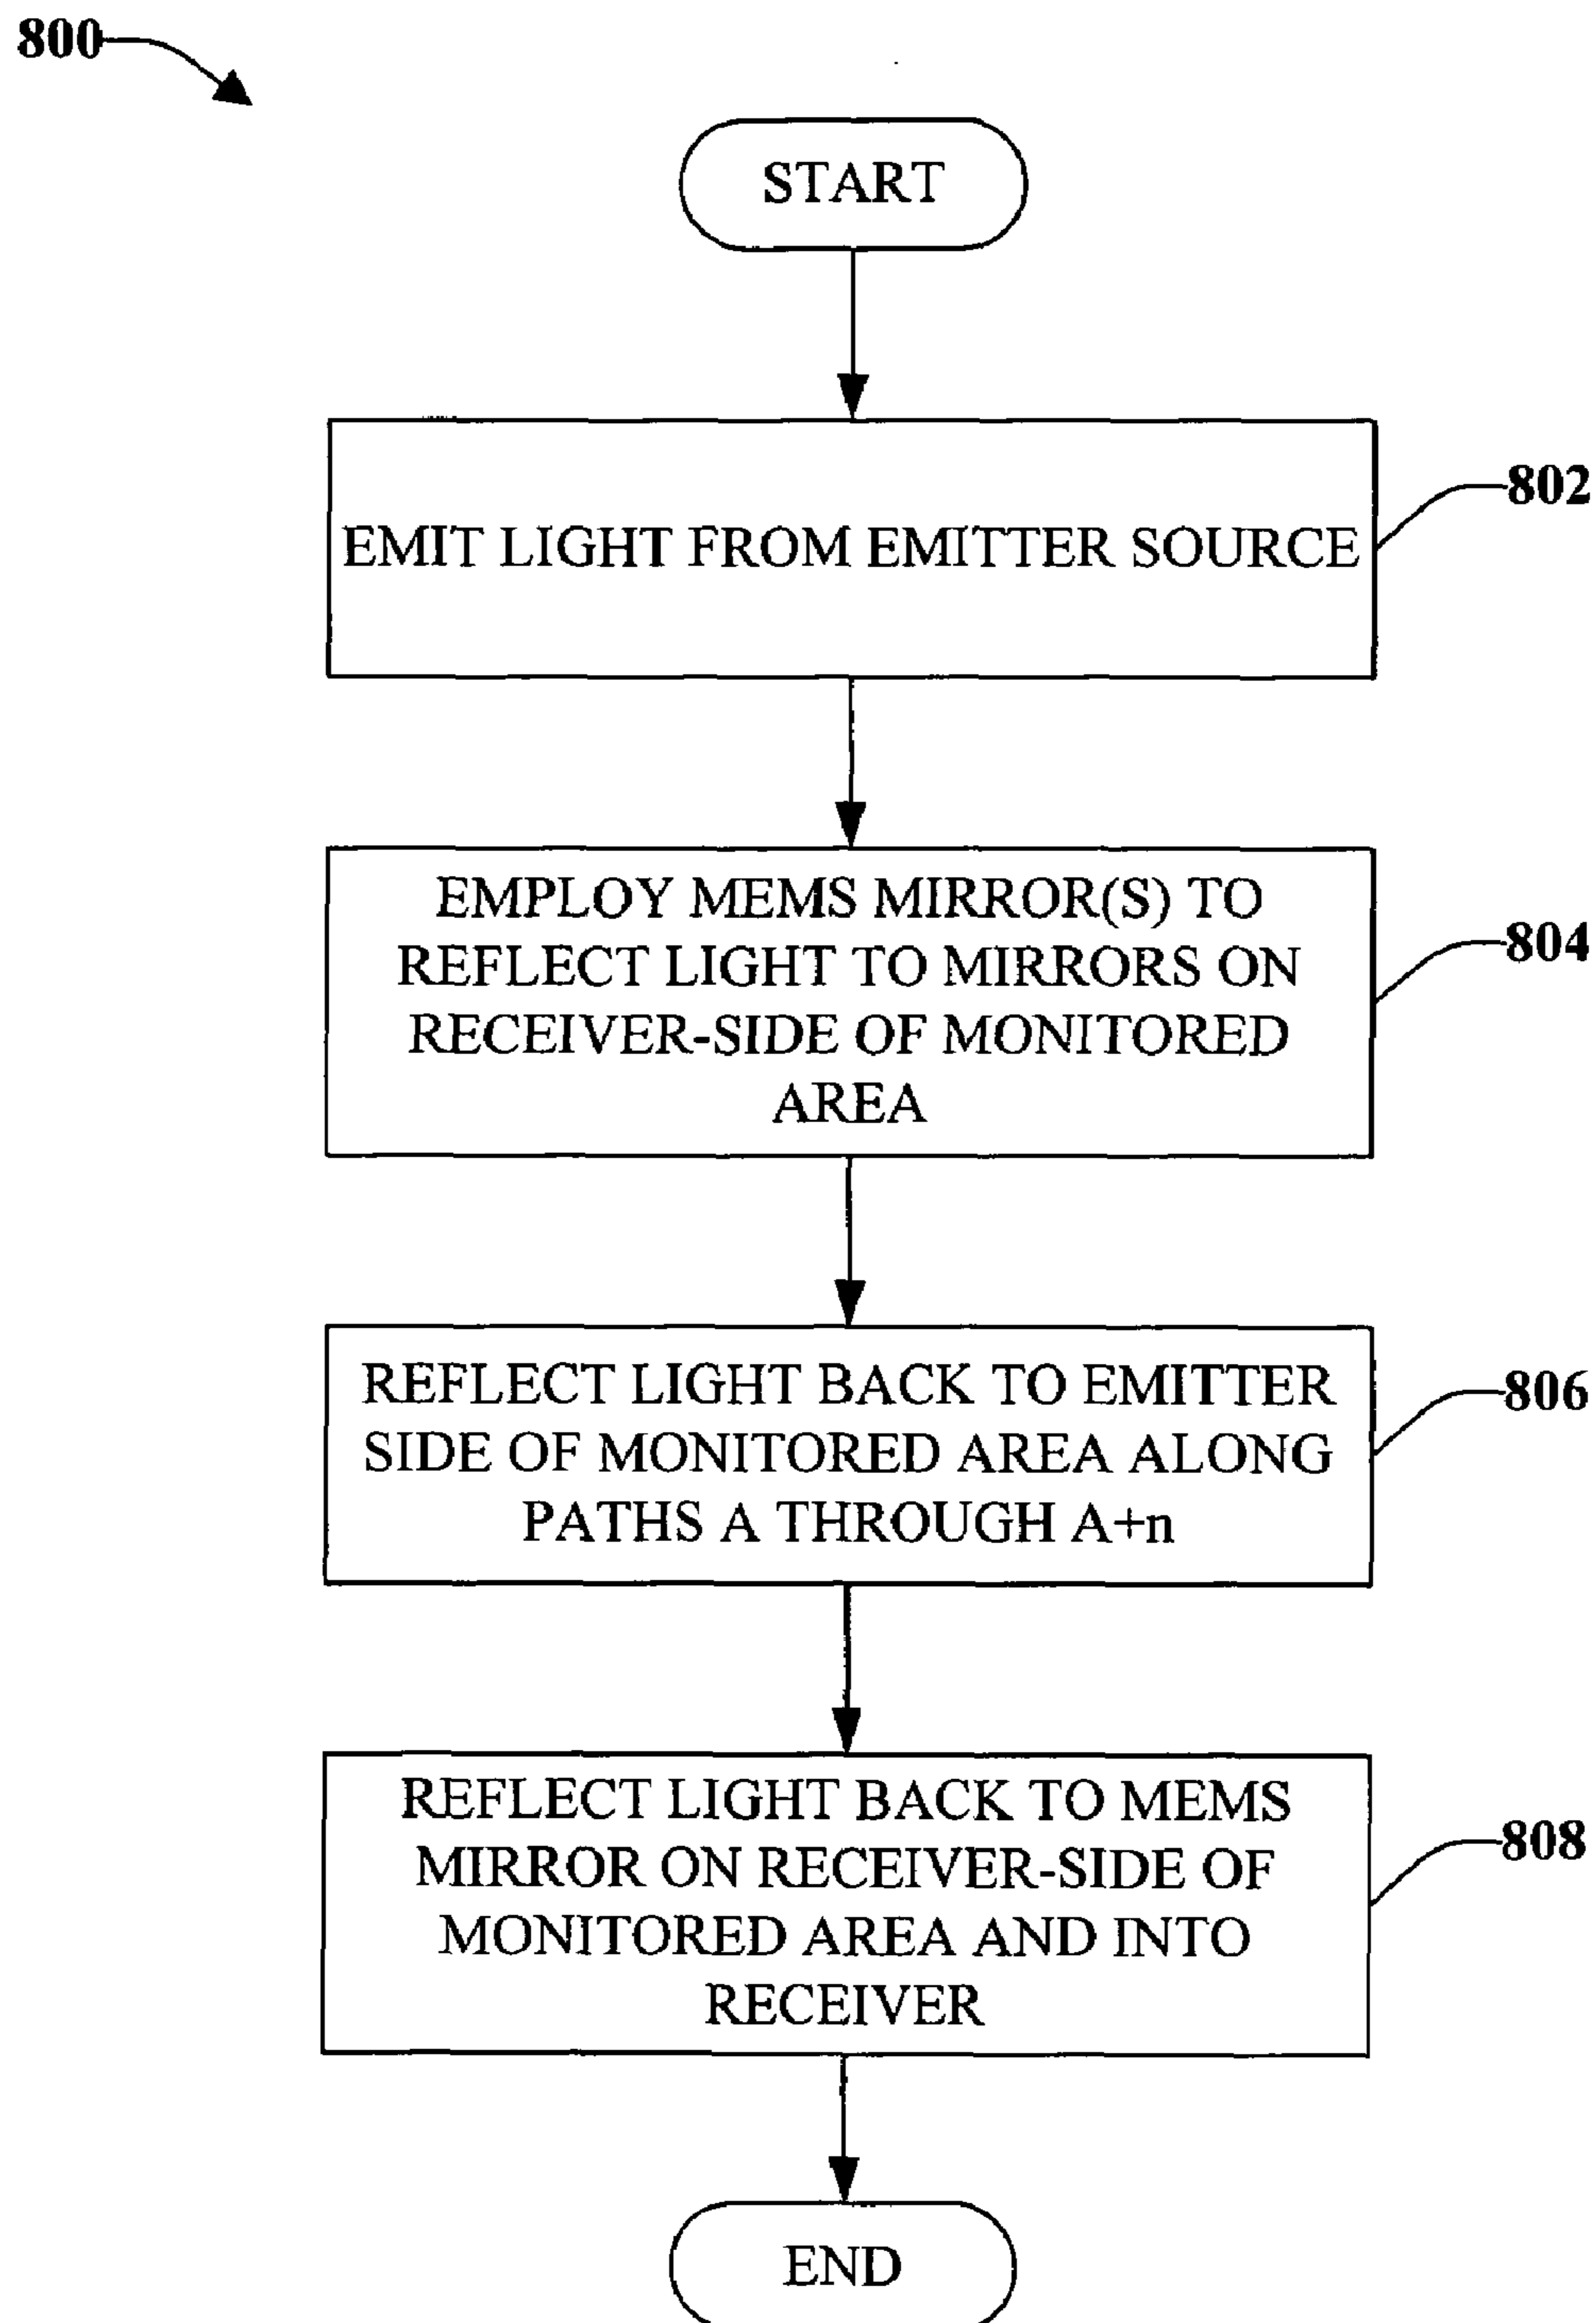 800
START
EMIT LIGHT FROM EMITTER SOURCE
802
EMPLOY MEMS MIRROR(S) TO
REFLECT LIGHT TO MIRRORS ON
RECEIVER-SIDE OF MONITORED
AREA
804
REFLECT LIGHT BACK TO EMITTER
SIDE OF MONITORED AREA ALONG
PATHS A THROUGH A+n
806
REFLECT LIGHT BACK TO MEMS
MIRROR ON RECEIVER-SIDE OF
MONITORED AREA AND INTO
RECEIVER
808
END